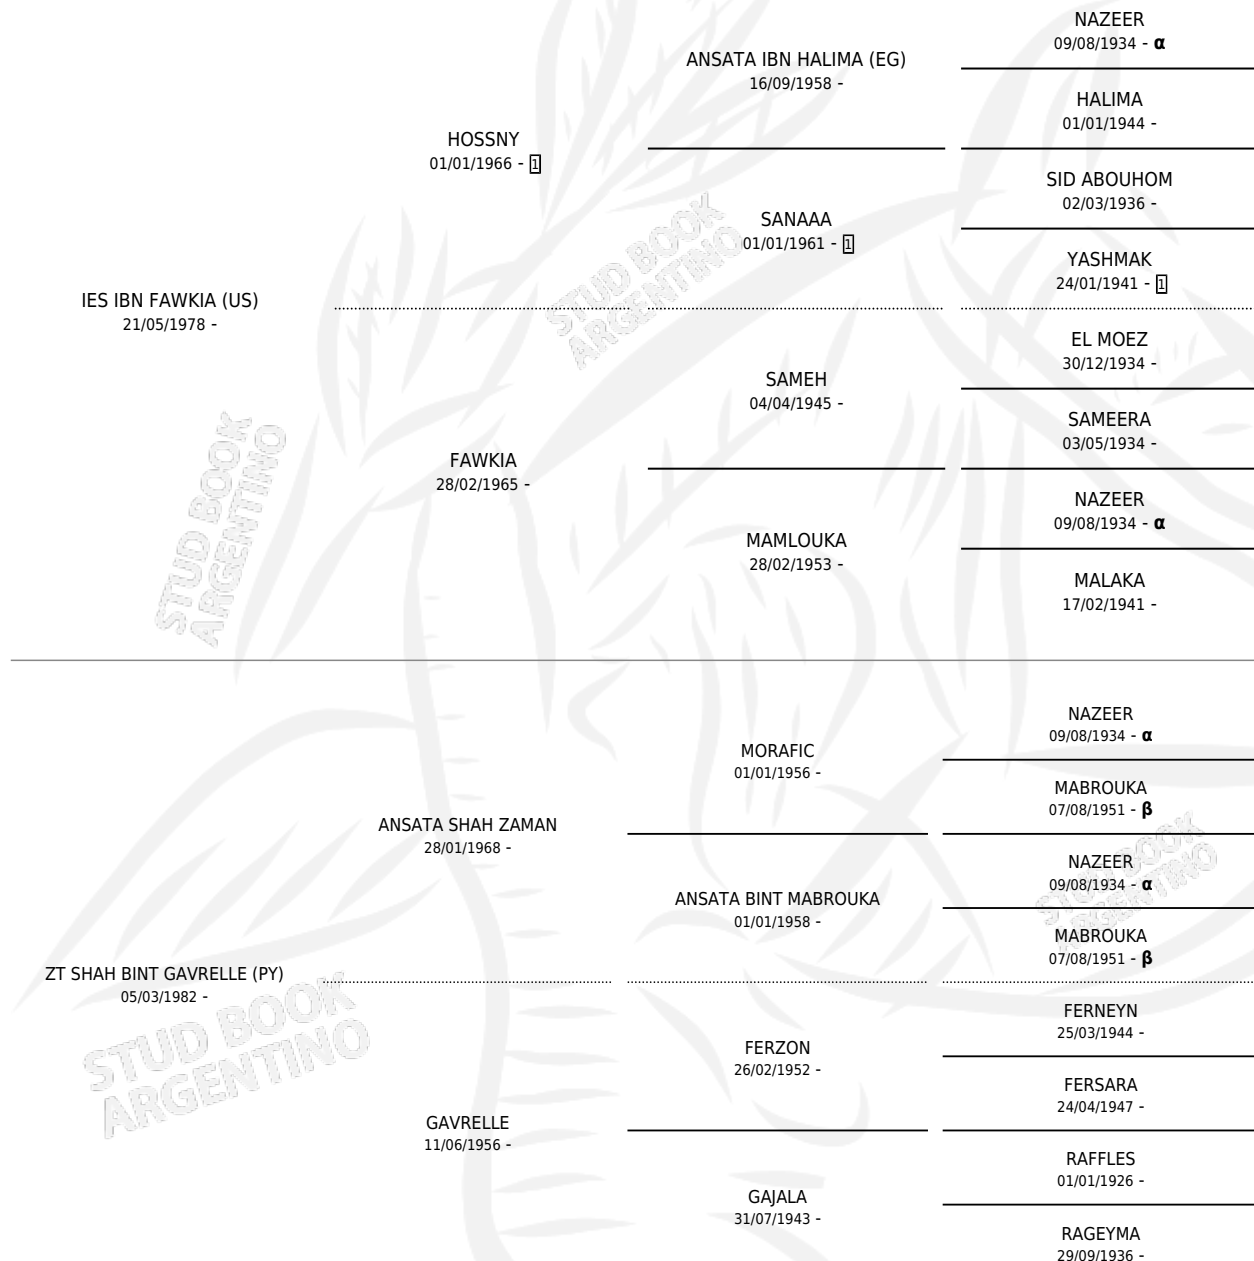 NAZEER
09/08/1934 - α
ANSATA IBN HALIMA (EG)
16/09/1958 -
HALIMA
01/01/1944 -
HOSSNY
01/01/1966 - 1
SID ABOUHOM
02/03/1936 -
SANAAA
01/01/1961 - 1
YASHMAK
24/01/1941 - 1
IES IBN FAWKIA (US)
21/05/1978 -
EL MOEZ
30/12/1934 -
SAMEH
04/04/1945 -
SAMEERA
03/05/1934 -
FAWKIA
28/02/1965 -
NAZEER
09/08/1934 - α
MAMLOUKA
28/02/1953 -
MALAKA
17/02/1941 -
NAZEER
09/08/1934 - α
MORAFIC
01/01/1956 -
MABROUKA
07/08/1951 - β
ANSATA SHAH ZAMAN
28/01/1968 -
NAZEER
09/08/1934 - α
ANSATA BINT MABROUKA
01/01/1958 -
MABROUKA
07/08/1951 - β
ZT SHAH BINT GAVRELLE (PY)
05/03/1982 -
FERNEYN
25/03/1944 -
FERZON
26/02/1952 -
FERSARA
24/04/1947 -
GAVRELLE
11/06/1956 -
RAFFLES
01/01/1926 -
GAJALA
31/07/1943 -
RAGEYMA
29/09/1936 -
STUD BOOK
ARGENTINO
STUD BOOK
ARGENTINO
STUD BOOK
ARGENTINO
STUD BOOK
ARGENTINO